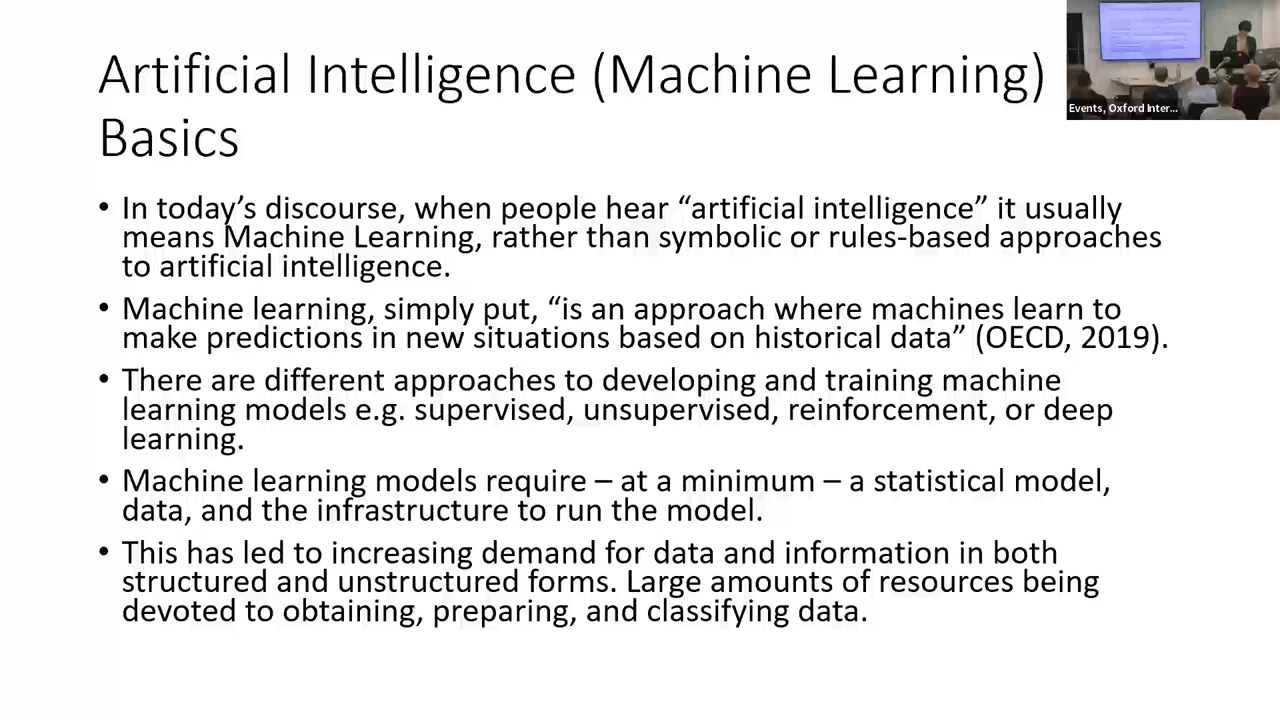 Artificial Intelligence (Machine Learning)
Basics
Events, Oxford Inter...
• In today’s discourse, when people hear “artificial intelligence” it usually
means Machine Learning, rather than symbolic or rules-based approaches
to artificial intelligence.
• Machine learning, simply put, “is an approach where machines learn to
make predictions in new situations based on historical data” (OECD, 2019).
• There are different approaches to developing and training machine
learning models e.g. supervised, unsupervised, reinforcement, or deep
learning.
• Machine learning models require – at a minimum – a statistical model,
data, and the infrastructure to run the model.
• This has led to increasing demand for data and information in both
structured and unstructured forms. Large amounts of resources being
devoted to obtaining, preparing, and classifying data.